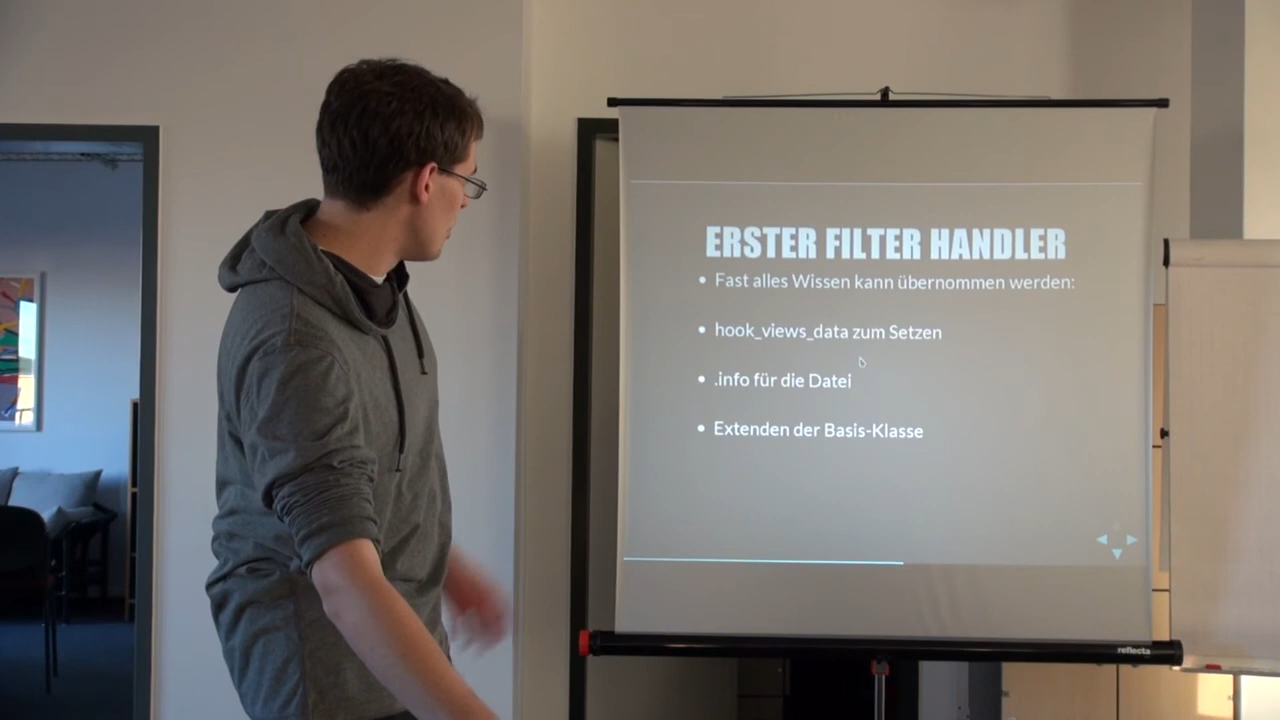 ERSTER FILTER HANDLER
• Fast alles Wissen kann übernommen werden:
• hook_views_data zum Setzen
• .info für die Datei
• Extenden der Basis-Klasse
reflecta